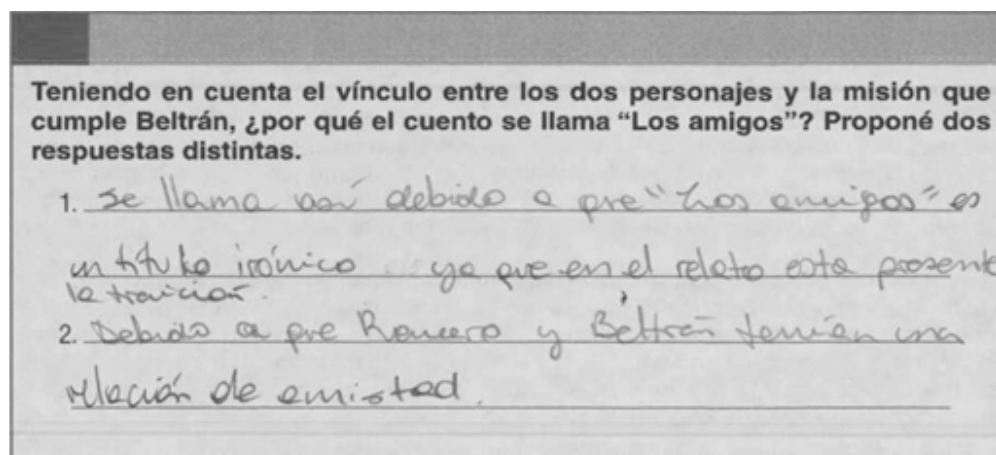 Teniendo en cuenta el vínculo entre los dos personajes y la misión que
cumple Beltrán, ¿por qué el cuento se llama “Los amigos”? Proponé dos
respuestas distintas.
1. Se llama así debido a que "Los amigos" es
un título irónico ya que en el relato esta presente
la traición.
2. Debido a que Romero y Beltrán tenían una
relación de amistad.